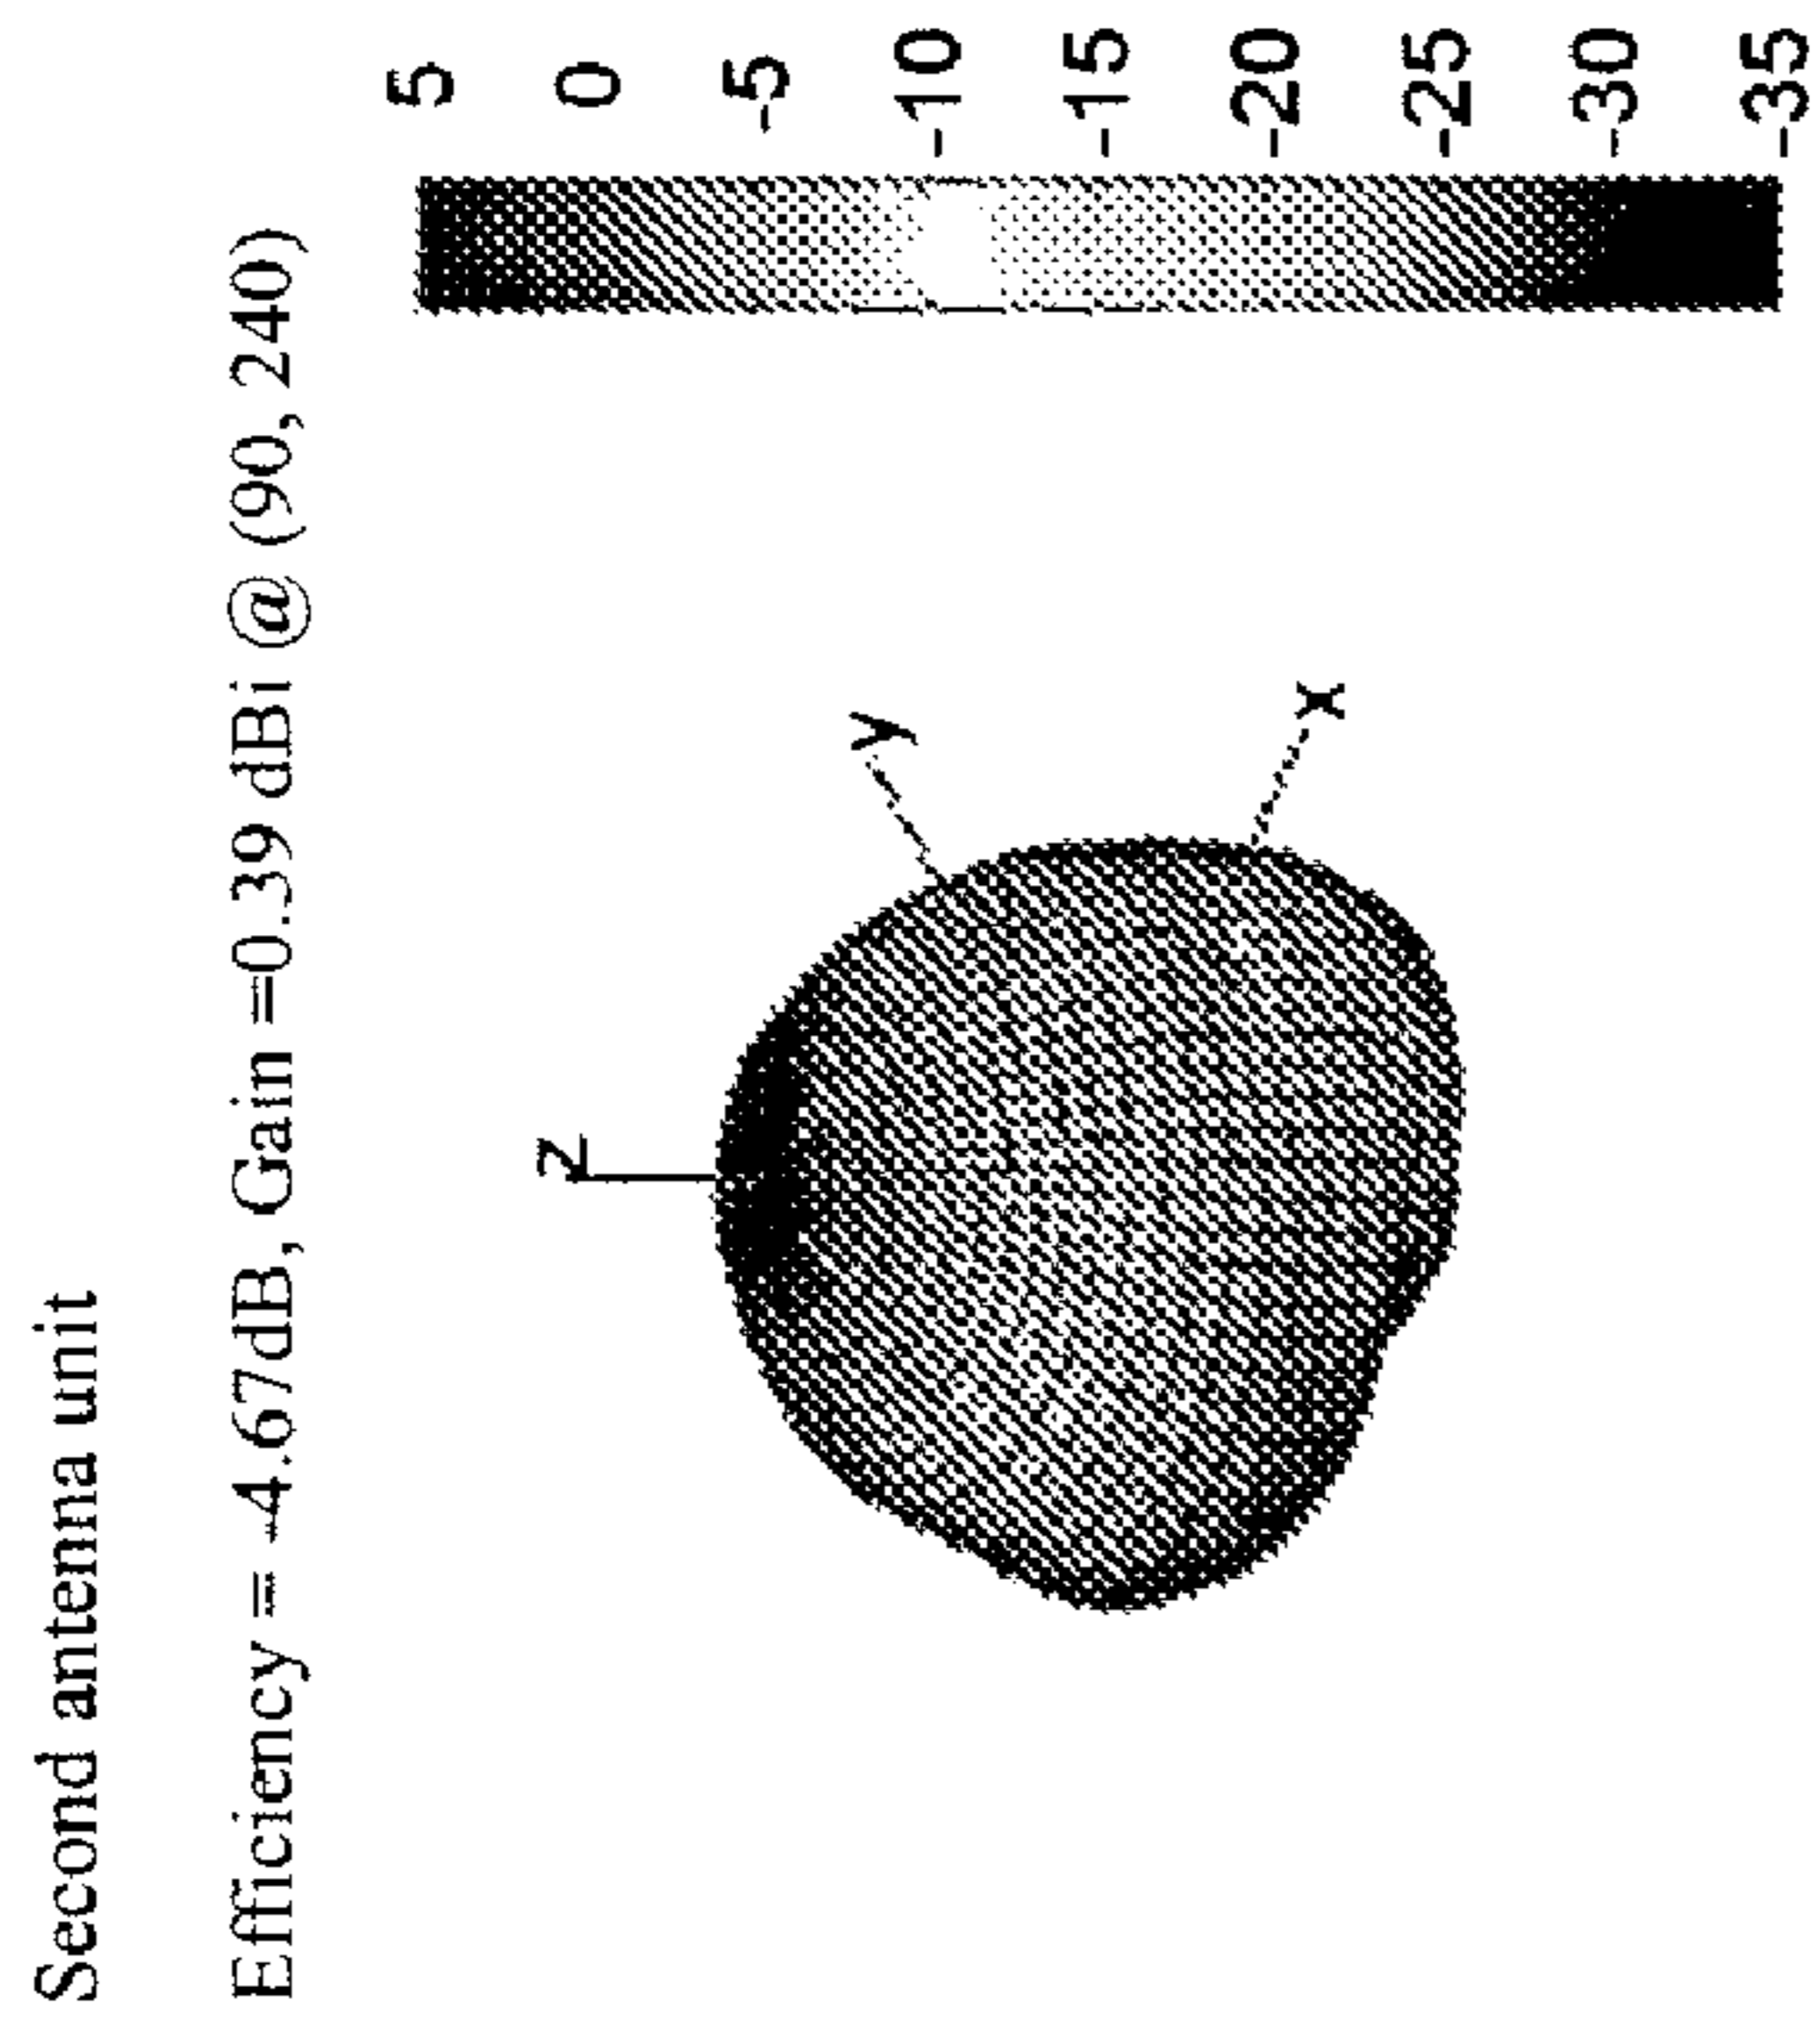 Second antenna unit
Efficiency = -4.67dB, Gain =0.39 dBi @ (90, 240)
z
y
x
5
0
-5
-10
-15
-20
-25
-30
-35